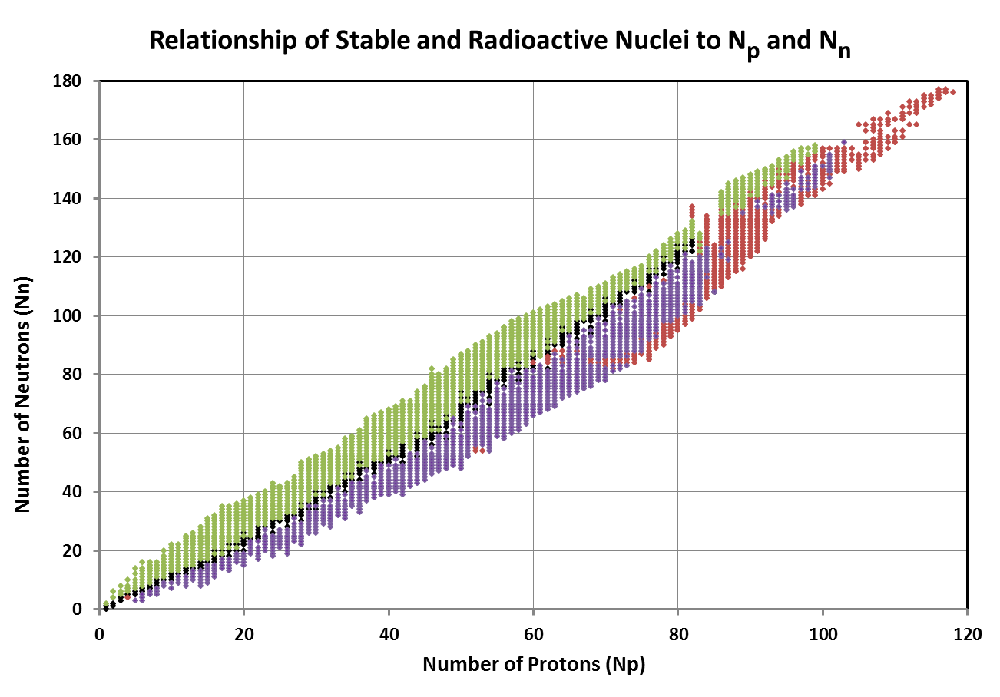 Relationship of Stable and Radioactive Nuclei to Np and Nn
180
160
140
120
100
80
60
40
20
0
Number of Neutrons (Nn)
0 20 40 60 80 100 120
Number of Protons (Np)